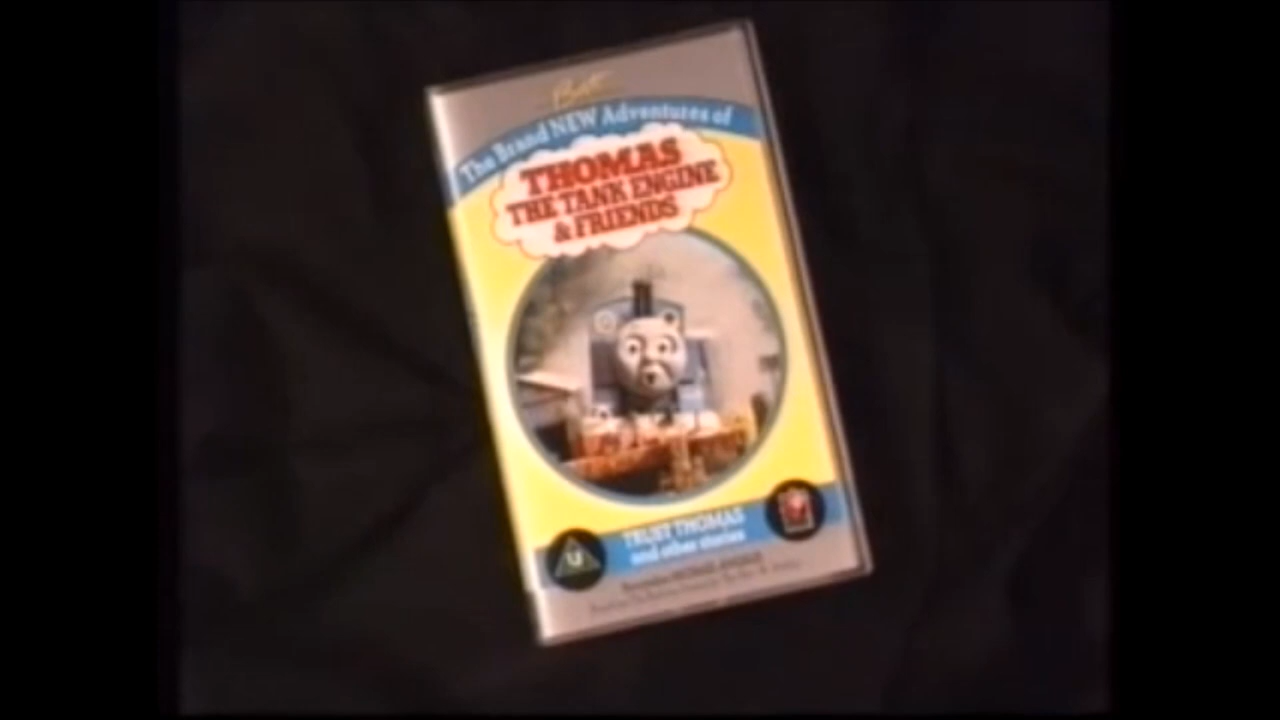 The Brand NEW Adventures of
THOMAS
THE TANK ENGINE
& FRIENDS
U
TRUST THOMAS
and other stories